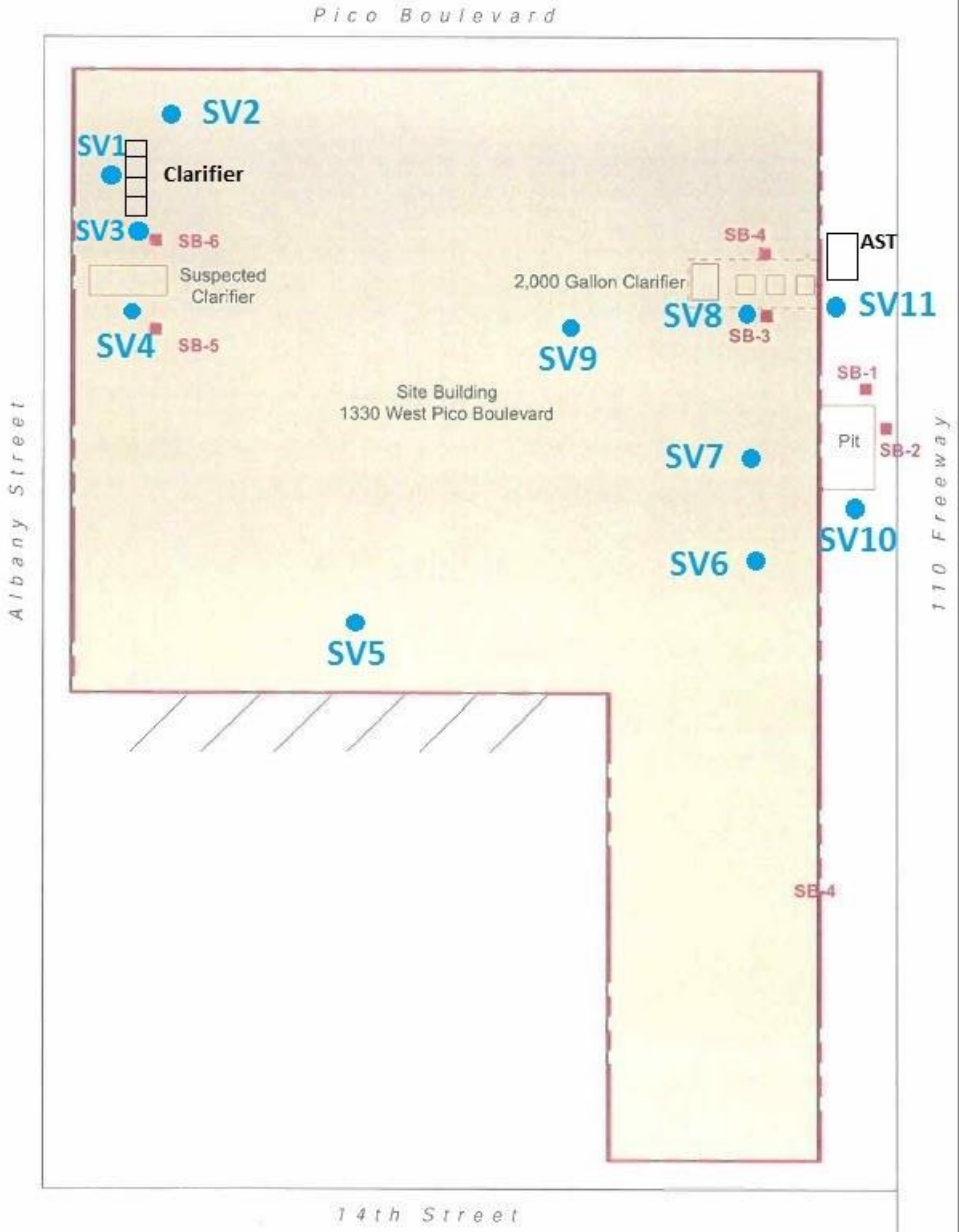 Pico Boulevard
SV2
SV1
Clarifier
SV3
SB-6
SB-4
AST
Suspected
Clarifier
2,000 Gallon Clarifier
SV8
SV11
SB-3
SV4
SB-5
SV9
SB-1
Site Building
1330 West Pico Boulevard
Pit
SB-2
Albany Street
110 Freeway
SV7
SV10
SV6
SV5
SB-4
14th Street